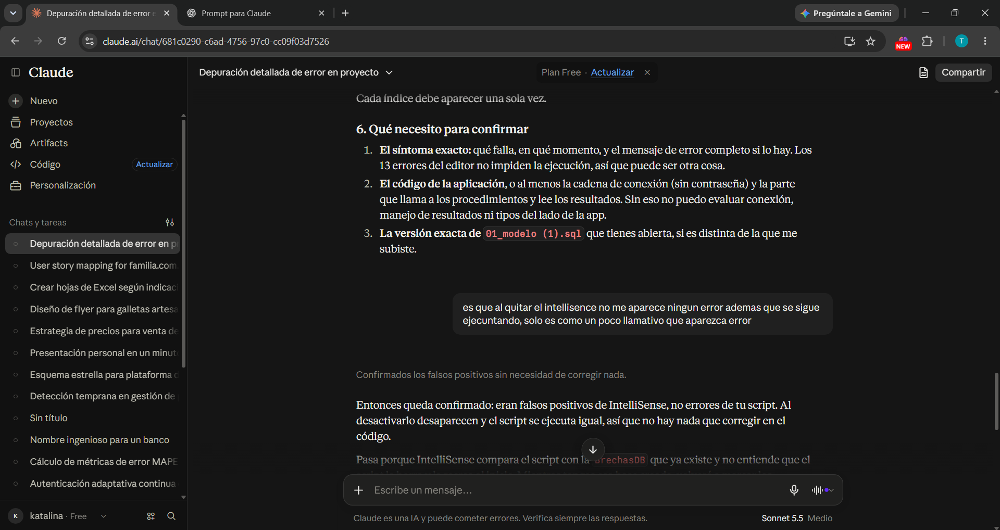 Depuración detallada de error e
Prompt para Claude
Pregúntale a Gemini
claude.ai/chat/681c0290-c6ad-4756-97c0-cc09f03d7526
NEW
T
Claude
Nuevo
Proyectos
Artifacts
Código
Actualizar
Personalización
Chats y tareas
Depuración detallada de error en p
User story mapping for familia.com
Crear hojas de Excel según indicaci
Diseño de flyer para galletas artesa
Estrategia de precios para venta de
Presentación personal en un minut
Esquema estrella para plataforma d
Detección temprana en gestión de
Sin título
Nombre ingenioso para un banco
Cálculo de métricas de error MAPE
Autenticación adaptativa continua
K
katalina · Free
Depuración detallada de error en proyecto
Plan Free · Actualizar
Compartir
Cada índice debe aparecer una sola vez.
6. Qué necesito para confirmar
1. El síntoma exacto: qué falla, en qué momento, y el mensaje de error completo si lo hay. Los
13 errores del editor no impiden la ejecución, así que puede ser otra cosa.
2. El código de la aplicación, o al menos la cadena de conexión (sin contraseña) y la parte
que llama a los procedimientos y lee los resultados. Sin eso no puedo evaluar conexión,
manejo de resultados ni tipos del lado de la app.
3. La versión exacta de 01_modelo (1).sql que tienes abierta, si es distinta de la que me
subiste.
es que al quitar el intellisence no me aparece ningun error ademas que se sigue
ejecuntando, solo es como un poco llamativo que aparezca error
Confirmados los falsos positivos sin necesidad de corregir nada.
Entonces queda confirmado: eran falsos positivos de IntelliSense, no errores de tu script. Al
desactivarlo desaparecen y el script se ejecuta igual, así que no hay nada que corregir en el
código.
Pasa porque IntelliSense compara el script con la BrechasDB que ya existe y no entiende que el
Escribe un mensaje...
Claude es una IA y puede cometer errores. Verifica siempre las respuestas.
Sonnet 5.5 Medio